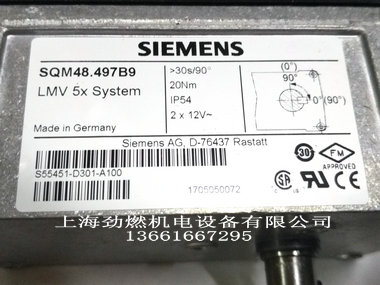 SIEMENS
SQM48.497B9
LMV 5x System
>30s/90°
20Nm
IP54
2 x 12V~
(0°)
90°
0°(90°)
Made in Germany
Siemens AG, D-76437 Rastatt
S55451-D301-A100
1705050072
30
FM
APPROVED
上海劲燃机电设备有限公司
13661667295